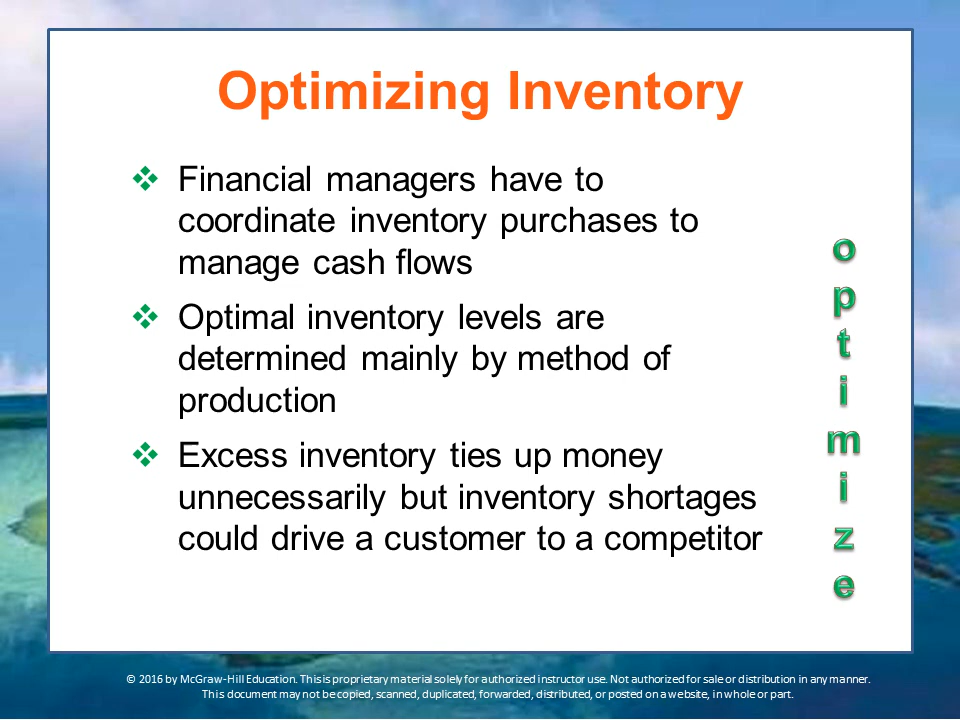 Optimizing Inventory
❖ Financial managers have to
coordinate inventory purchases to
manage cash flows
❖ Optimal inventory levels are
determined mainly by method of
production
❖ Excess inventory ties up money
unnecessarily but inventory shortages
could drive a customer to a competitor
o
p
t
i
m
i
z
e
© 2016 by McGraw-Hill Education. This is proprietary material solely for authorized instructor use. Not authorized for sale or distribution in any manner.
This document may not be copied, scanned, duplicated, forwarded, distributed, or posted on a website, in whole or part.